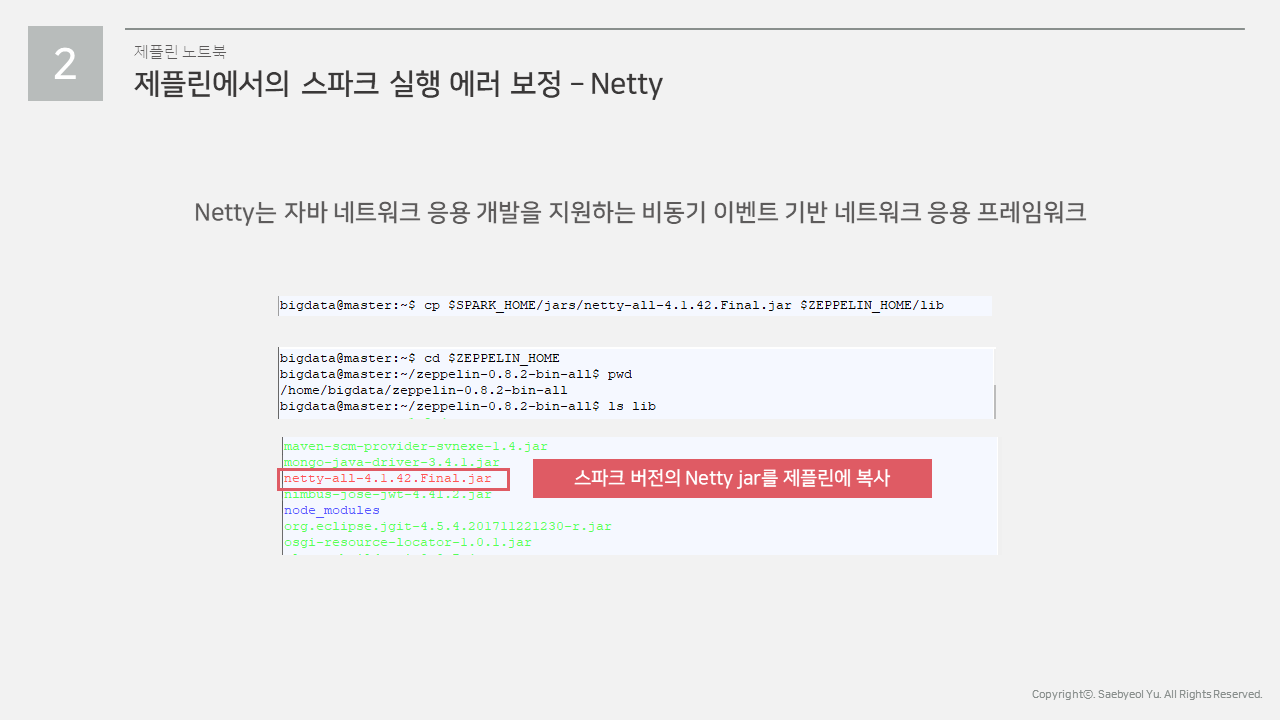 2
제플린 노트북
제플린에서의 스파크 실행 에러 보정 – Netty
Netty는 자바 네트워크 응용 개발을 지원하는 비동기 이벤트 기반 네트워크 응용 프레임워크
bigdata@master:~$ cp $SPARK_HOME/jars/netty-all-4.1.42.Final.jar $ZEPPELIN_HOME/lib
bigdata@master:~$ cd $ZEPPELIN_HOME
bigdata@master:~/zeppelin-0.8.2-bin-all$ pwd
/home/bigdata/zeppelin-0.8.2-bin-all
bigdata@master:~/zeppelin-0.8.2-bin-all$ ls lib
maven-scm-provider-svnexe-1.4.jar
mongo-java-driver-3.4.1.jar
netty-all-4.1.42.Final.jar
스파크 버전의 Netty jar를 제플린에 복사
nimbus-jose-jwt-4.41.2.jar
node_modules
org.eclipse.jgit-4.5.4.201711221230-r.jar
osgi-resource-locator-1.0.1.jar
Copyrightⓒ. Saebyeol Yu. All Rights Reserved.